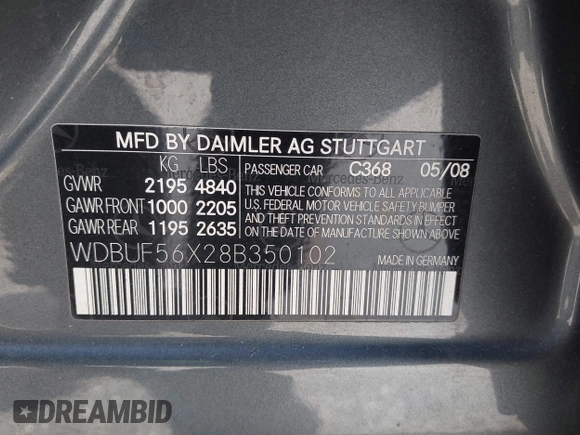 MFD BY DAIMLER AG STUTTGART
KG LBS PASSENGER CAR C368 05/08
GVWR 2195 4840 THIS VEHICLE CONFORMS TO ALL APPLICABLE
GAWR FRONT 1000 2205 U.S. FEDERAL MOTOR VEHICLE SAFETY, BUMPER
AND THEFT PREVENTION STANDARDS IN EFFECT
GAWR REAR 1195 2635 ON THE DATE OF MANUFACTURE SHOWN ABOVE.
WDBUF56X28B350102 MADE IN GERMANY
Mercedes-Benz
DREAMBID